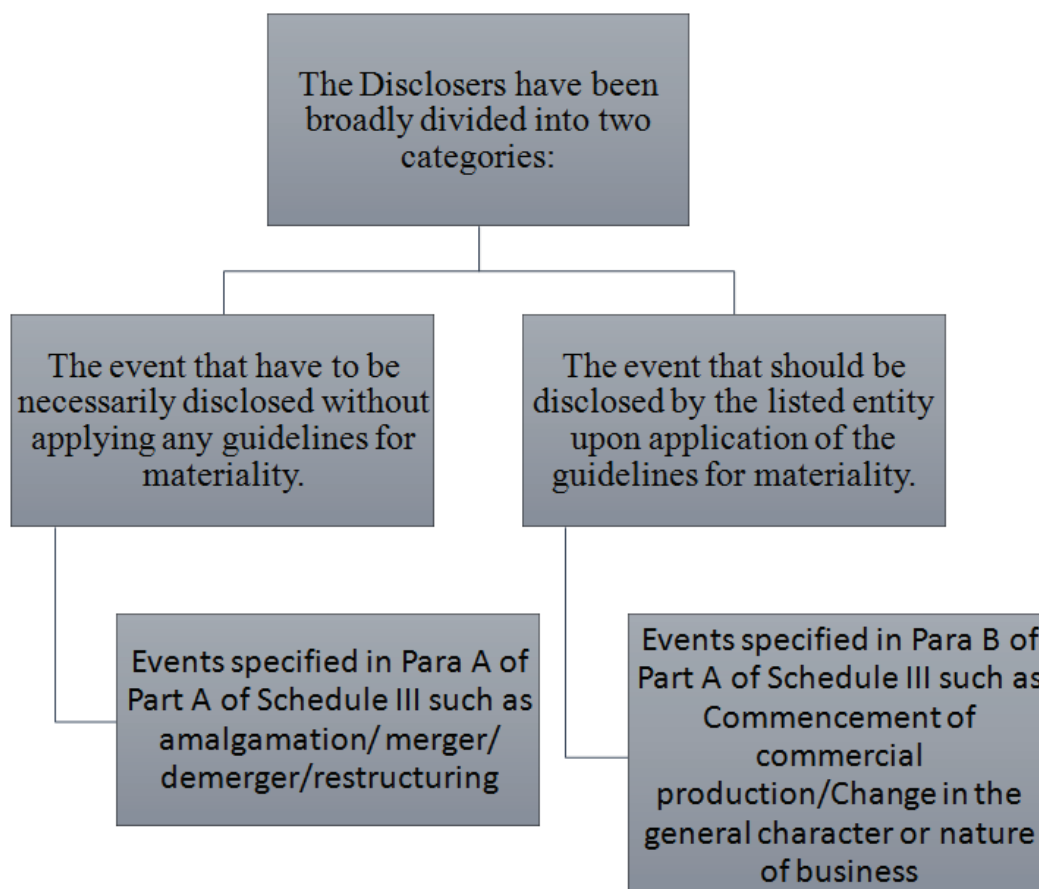 The Disclosers have been
broadly divided into two
categories:
The event that have to be
necessarily disclosed without
applying any guidelines for
materiality.
The event that should be
disclosed by the listed entity
upon application of the
guidelines for materiality.
Events specified in Para A of
Part A of Schedule III such as
amalgamation/ merger/
demerger/restructuring
Events specified in Para B of
Part A of Schedule III such as
Commencement of
commercial
production/Change in the
general character or nature
of business